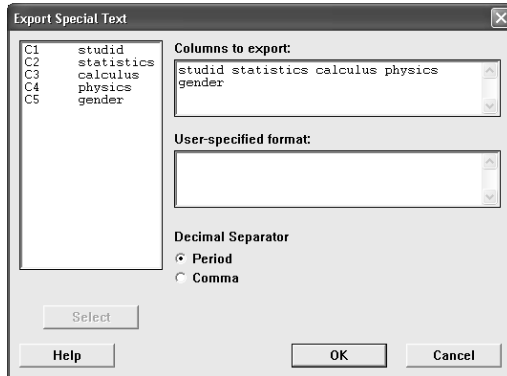 Export Special Text
C1 studid
C2 statistics
C3 calculus
C4 physics
C5 gender
Columns to export:
studid statistics calculus physics
gender
User-specified format:
Decimal Separator
Period
Comma
Select
Help
OK
Cancel